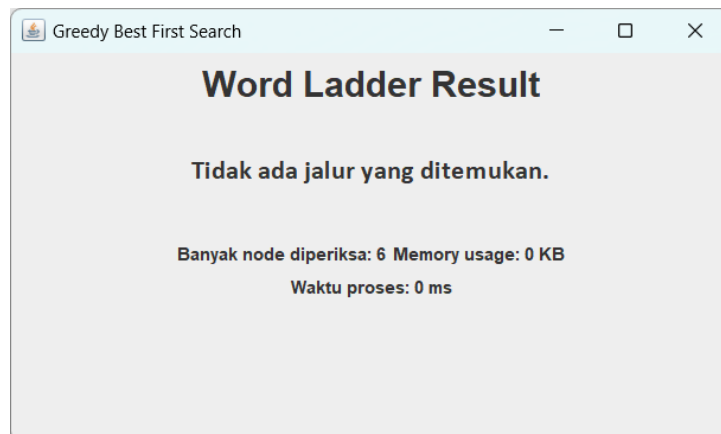 Greedy Best First Search
Word Ladder Result
Tidak ada jalur yang ditemukan.
Banyak node diperiksa: 6 Memory usage: 0 KB
Waktu proses: 0 ms